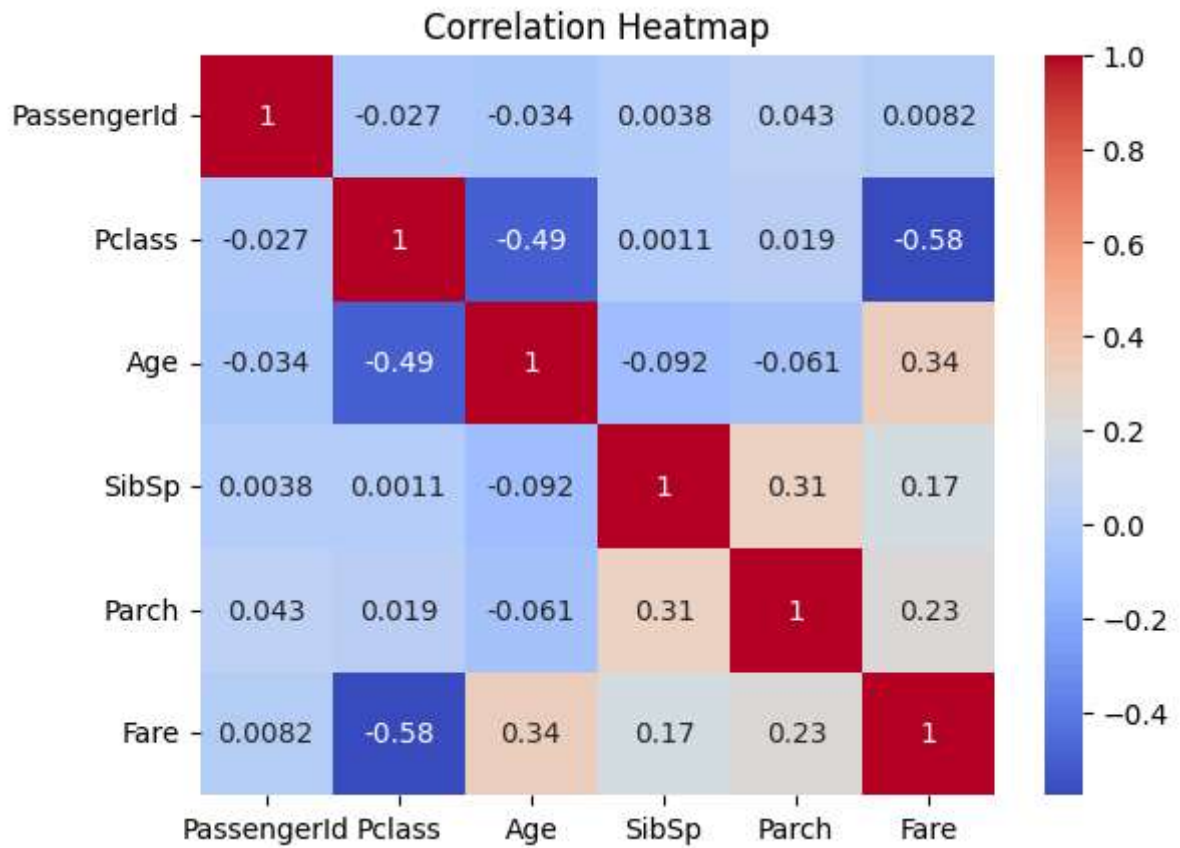 Correlation Heatmap
PassengerId 1 -0.027 -0.034 0.0038 0.043 0.0082
Pclass -0.027 1 -0.49 0.0011 0.019 -0.58
Age -0.034 -0.49 1 -0.092 -0.061 0.34
SibSp 0.0038 0.0011 -0.092 1 0.31 0.17
Parch 0.043 0.019 -0.061 0.31 1 0.23
Fare 0.0082 -0.58 0.34 0.17 0.23 1
PassengerId Pclass Age SibSp Parch Fare
1.0
0.8
0.6
0.4
0.2
0.0
−0.2
−0.4